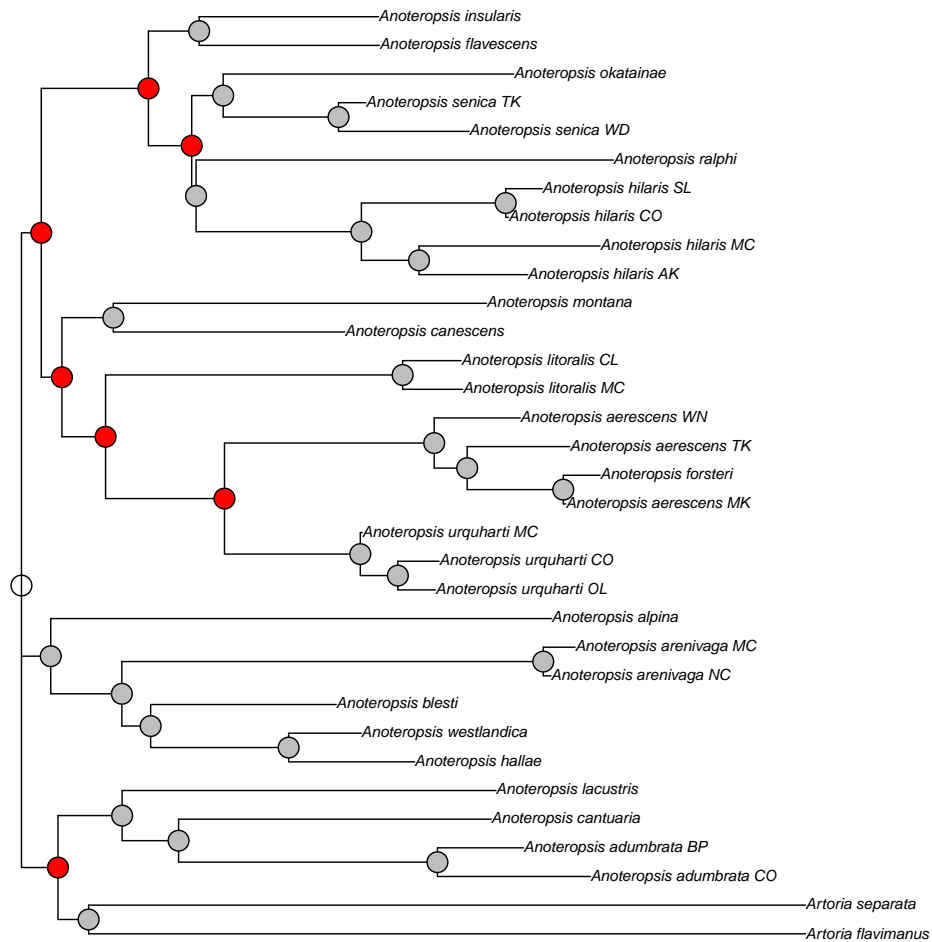 Anoteropsis insularis
Anoteropsis flavescens
Anoteropsis okatainae
Anoteropsis senica TK
Anoteropsis senica WD
Anoteropsis ralphi
Anoteropsis hilaris SL
Anoteropsis hilaris CO
Anoteropsis hilaris MC
Anoteropsis hilaris AK
Anoteropsis montana
Anoteropsis canescens
Anoteropsis litoralis CL
Anoteropsis litoralis MC
Anoteropsis aerescens WN
Anoteropsis aerescens TK
Anoteropsis forsteri
Anoteropsis aerescens MK
Anoteropsis urquharti MC
Anoteropsis urquharti CO
Anoteropsis urquharti OL
Anoteropsis alpina
Anoteropsis arenivaga MC
Anoteropsis arenivaga NC
Anoteropsis blesti
Anoteropsis westlandica
Anoteropsis hallae
Anoteropsis lacustris
Anoteropsis cantuaria
Anoteropsis adumbrata BP
Anoteropsis adumbrata CO
Artoria separata
Artoria flavimanus